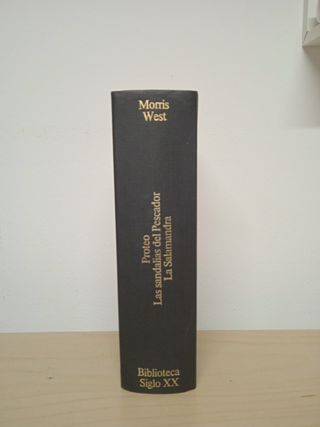 Morris
West
Proteo
Las sandalias del Pescador
La Salamandra
Biblioteca
Siglo XX